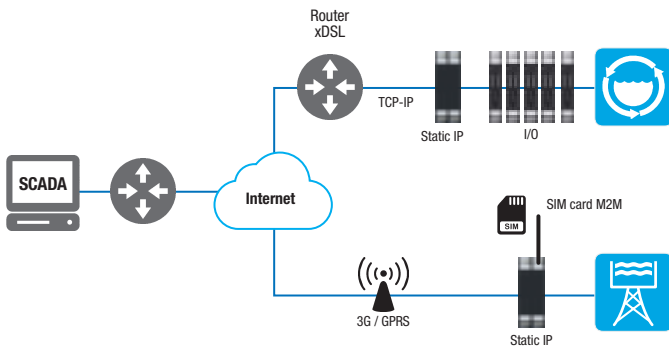 Router
xDSL
TCP-IP
Static IP
I/O
SCADA
Internet
SIM
SIM card M2M
3G / GPRS
Static IP